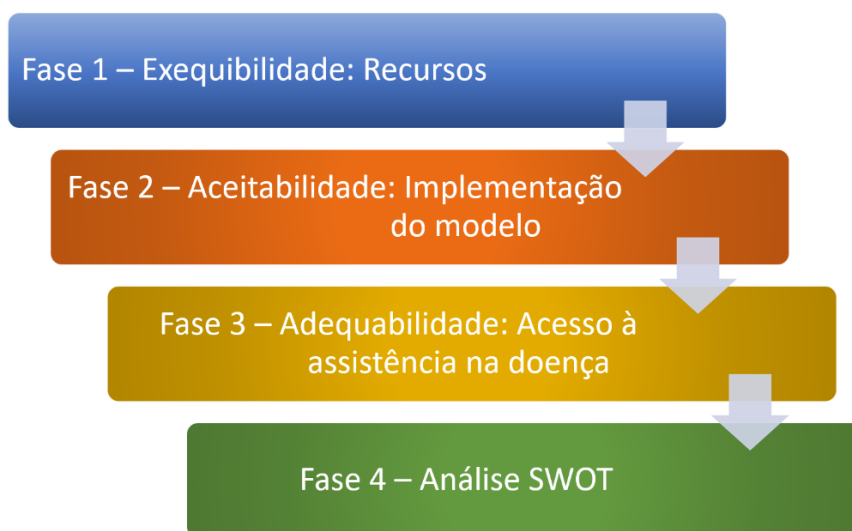 Fase 1 – Exequibilidade: Recursos
Fase 2 – Aceitabilidade: Implementação
do modelo
Fase 3 – Adequabilidade: Acesso à
assistência na doença
Fase 4 – Análise SWOT